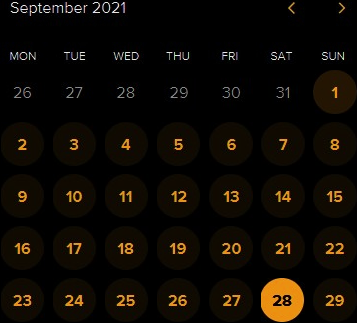 September 2021
MON TUE WED THU FRI SAT SUN
26 27 28 29 30 31 1
2 3 4 5 6 7 8
9 10 11 12 13 14 15
16 17 18 19 20 21 22
23 24 25 26 27 28 29